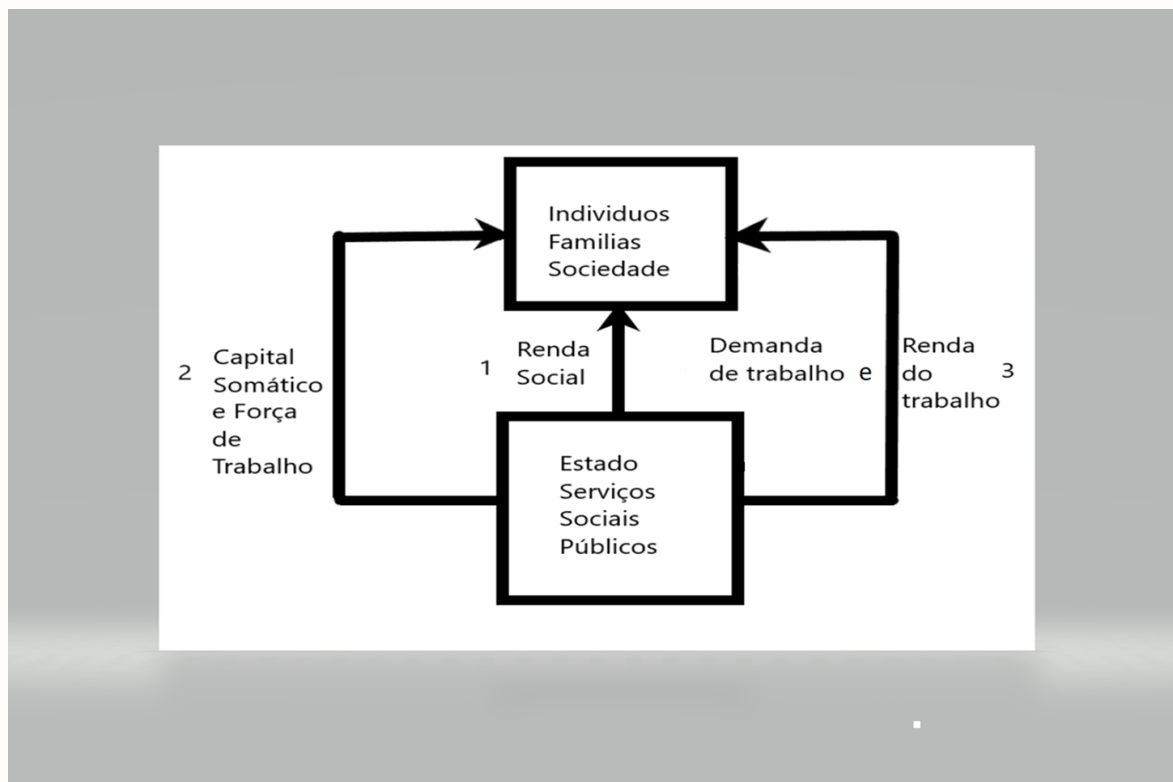 Individuos
Familias
Sociedade
2
Capital
Somático
e Força
de
Trabalho
1
Renda
Social
Demanda
de trabalho e
Renda
do
trabalho
3
Estado
Serviços
Sociais
Públicos